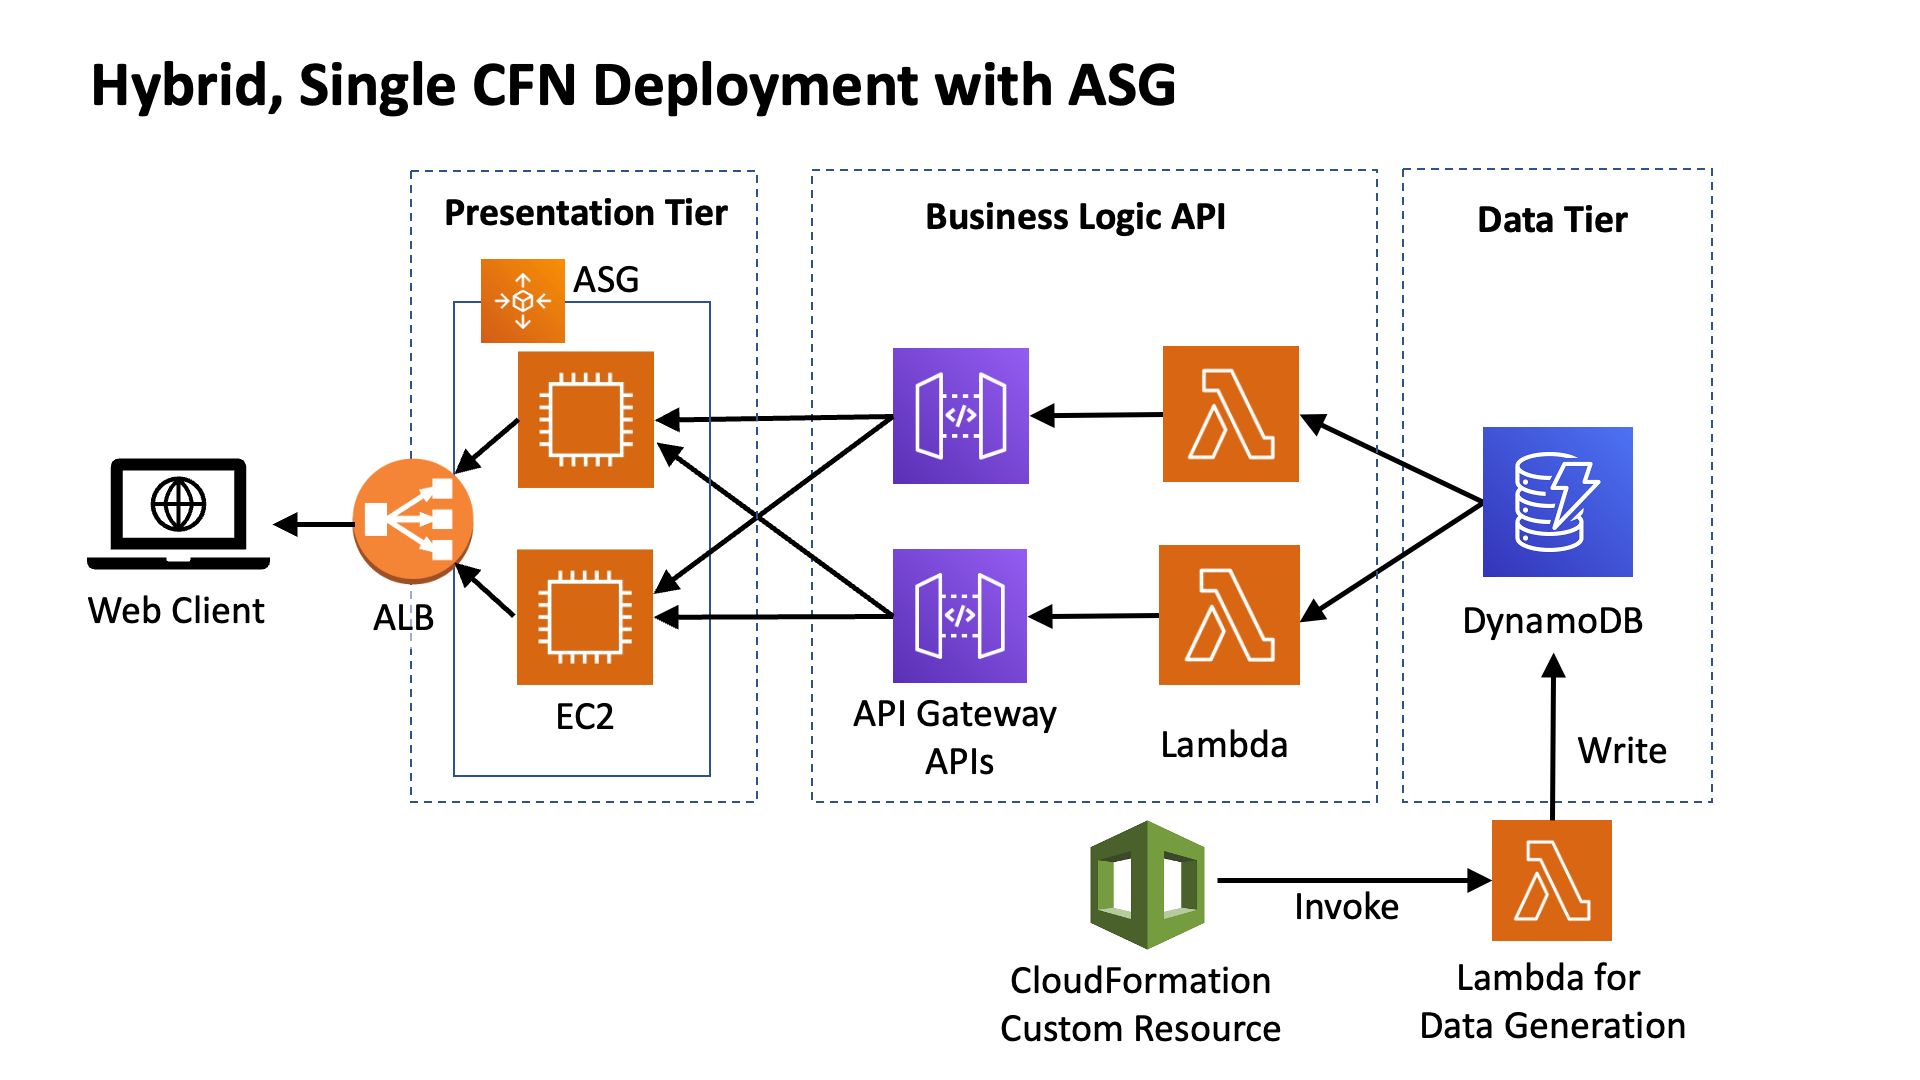 Hybrid, Single CFN Deployment with ASG
Presentation Tier
Business Logic API
Data Tier
ASG
</>
</>
Web Client
ALB
EC2
API Gateway
APIs
Lambda
DynamoDB
Write
Invoke
CloudFormation
Custom Resource
Lambda for
Data Generation